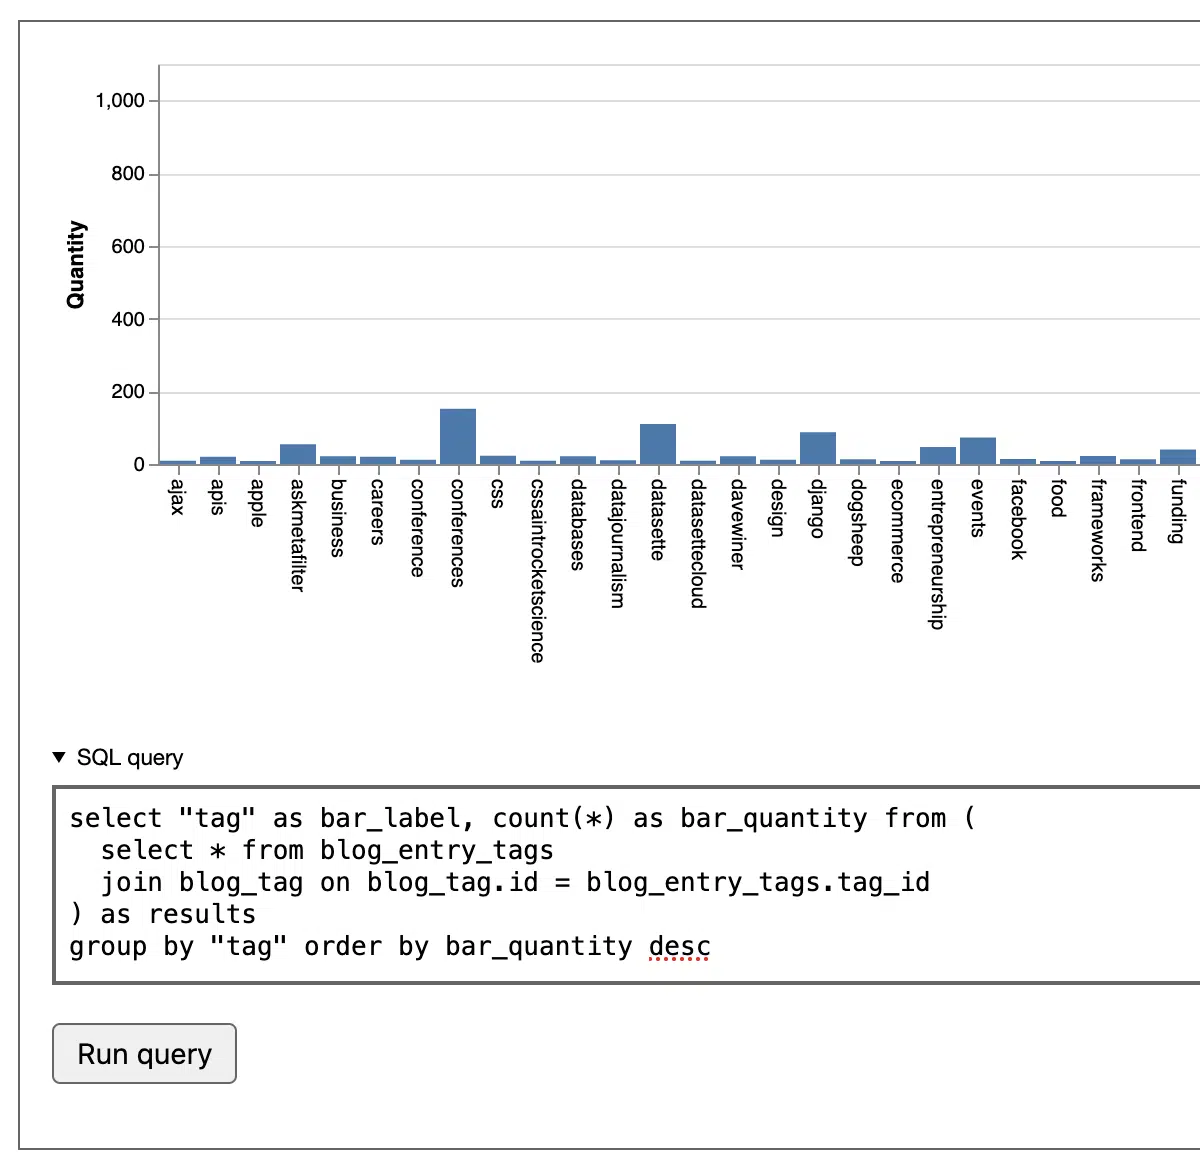 1,000
800
600
400
200
0
Quantity
ajax
apis
apple
askmetafilter
business
careers
conference
conferences
css
cssaintrocketscience
databases
datajournalism
datasette
datasettecloud
davewiner
design
django
dogsheep
ecommerce
entrepreneurship
events
facebook
food
frameworks
frontend
funding
▼ SQL query
select "tag" as bar_label, count(*) as bar_quantity from (
  select * from blog_entry_tags
  join blog_tag on blog_tag.id = blog_entry_tags.tag_id
) as results
group by "tag" order by bar_quantity desc
Run query